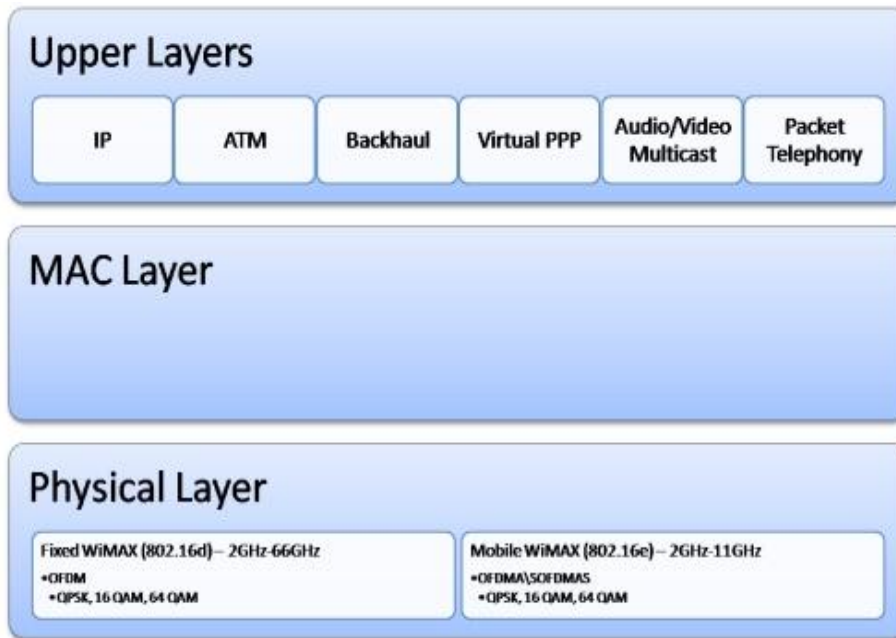 Upper Layers
IP
ATM
Backhaul
Virtual PPP
Audio/Video
Multicast
Packet
Telephony
MAC Layer
Physical Layer
Fixed WiMAX (802.16d) – 2GHz-66GHz
•OFDM
•QPSK, 16 QAM, 64 QAM
Mobile WiMAX (802.16e) – 2GHz-11GHz
•OFDMA\SOFDMAS
•QPSK, 16 QAM, 64 QAM